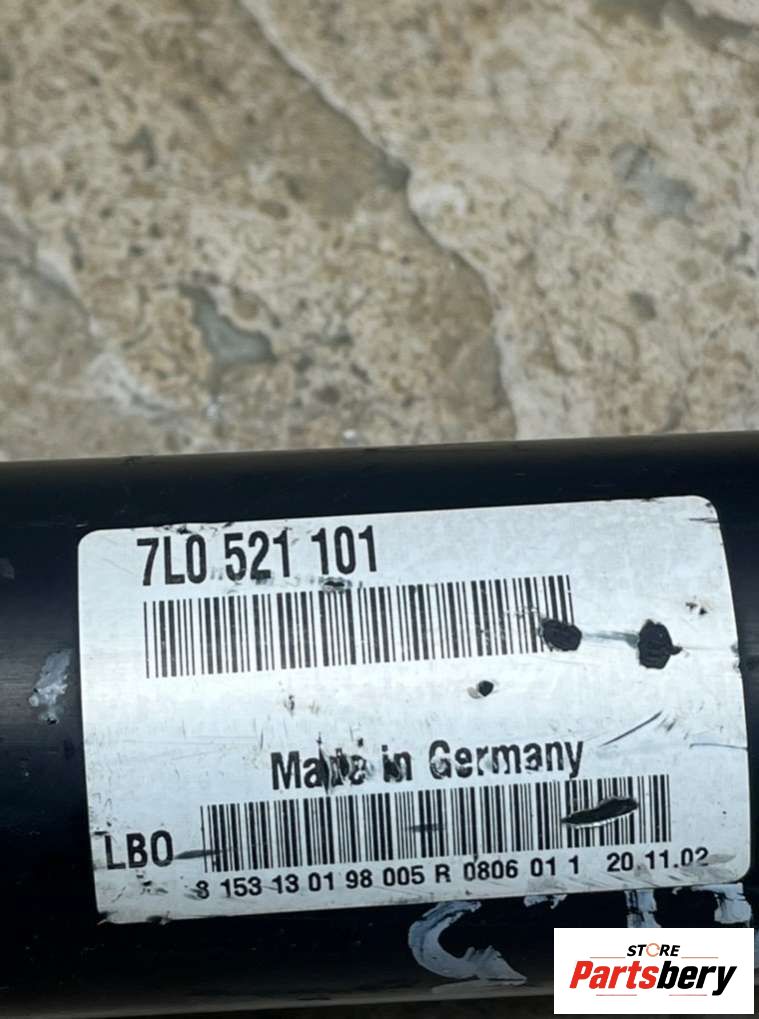 7L0 521 101
Made in Germany
LBO
8 153 13 01 98 005 R 0806 01 1 20.11.02
STORE
Partsbery